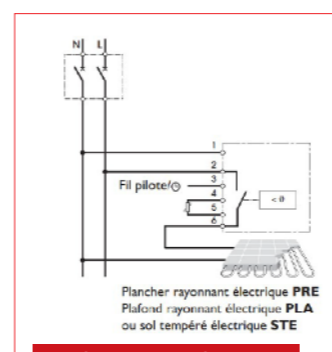 N L
1
2
Fil pilote/
3
4
5
6
< θ
Plancher rayonnant électrique PRE
Plafond rayonnant électrique PLA
ou sol tempéré électrique STE